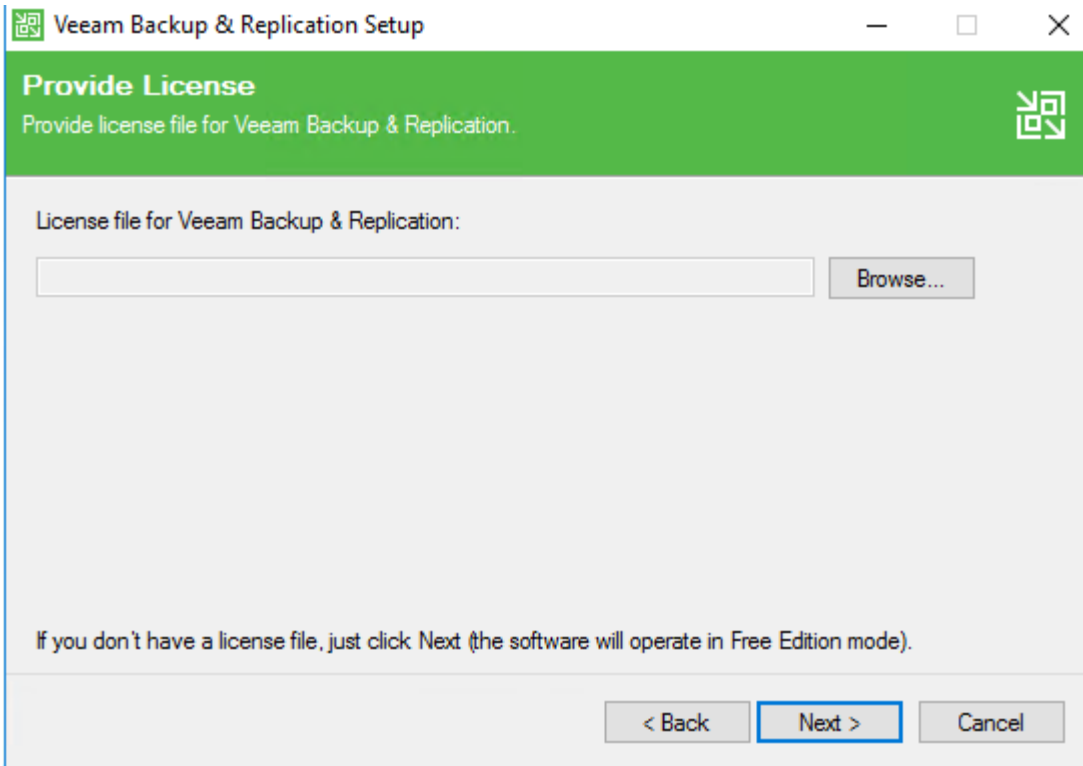 Veeam Backup & Replication Setup
Provide License
Provide license file for Veeam Backup & Replication.
License file for Veeam Backup & Replication:
Browse...
If you don't have a license file, just click Next (the software will operate in Free Edition mode).
< Back Next > Cancel